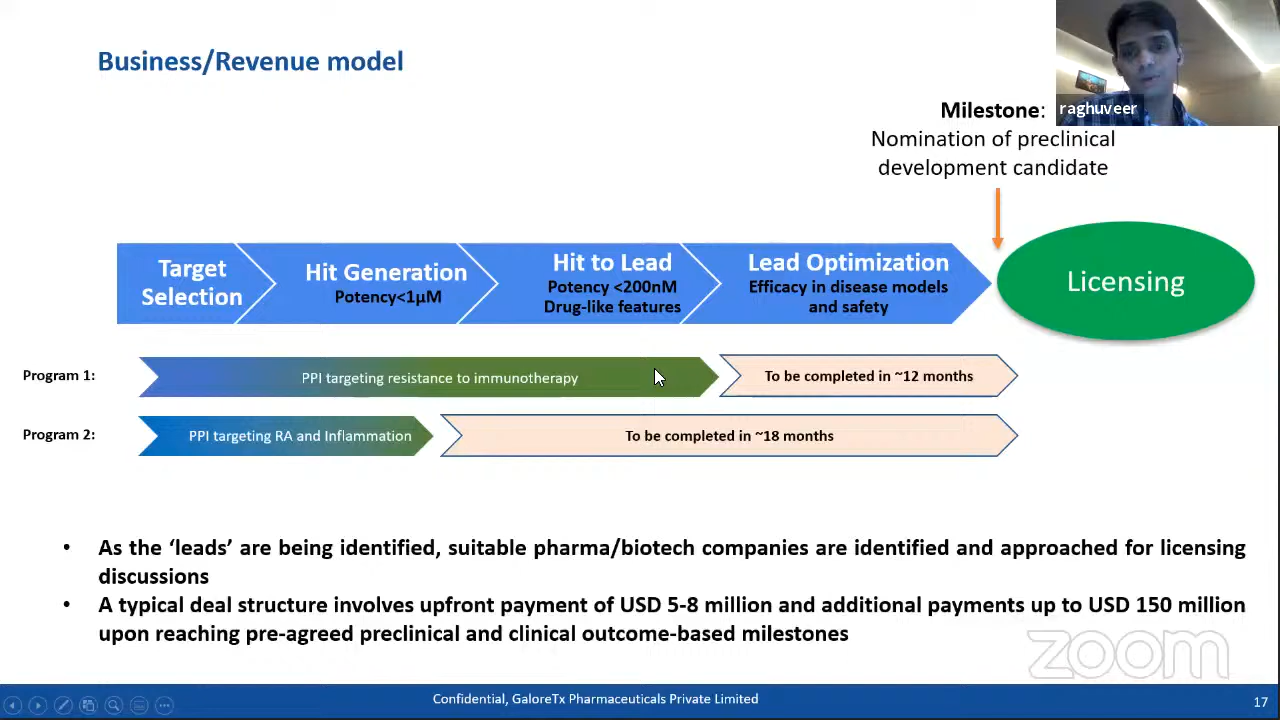 Business/Revenue model
raghuveer
Milestone:
Nomination of preclinical
development candidate
Target
Selection
Hit Generation
Potency<1µM
Hit to Lead
Potency <200nM
Drug-like features
Lead Optimization
Efficacy in disease models
and safety
Licensing
Program 1:
PPI targeting resistance to immunotherapy
To be completed in ~12 months
Program 2:
PPI targeting RA and Inflammation
To be completed in ~18 months
• As the ‘leads’ are being identified, suitable pharma/biotech companies are identified and approached for licensing
discussions
• A typical deal structure involves upfront payment of USD 5-8 million and additional payments up to USD 150 million
upon reaching pre-agreed preclinical and clinical outcome-based milestones
zoom
Confidential, GaloreTx Pharmaceuticals Private Limited
17